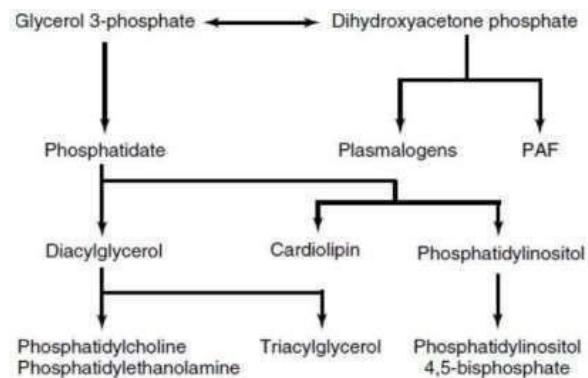 Glycerol 3-phosphate
Dihydroxyacetone phosphate
Phosphatidate
Plasmalogens
PAF
Diacylglycerol
Cardiolipin
Phosphatidylinositol
Phosphatidylcholine
Phosphatidylethanolamine
Triacylglycerol
Phosphatidylinositol
4,5-bisphosphate